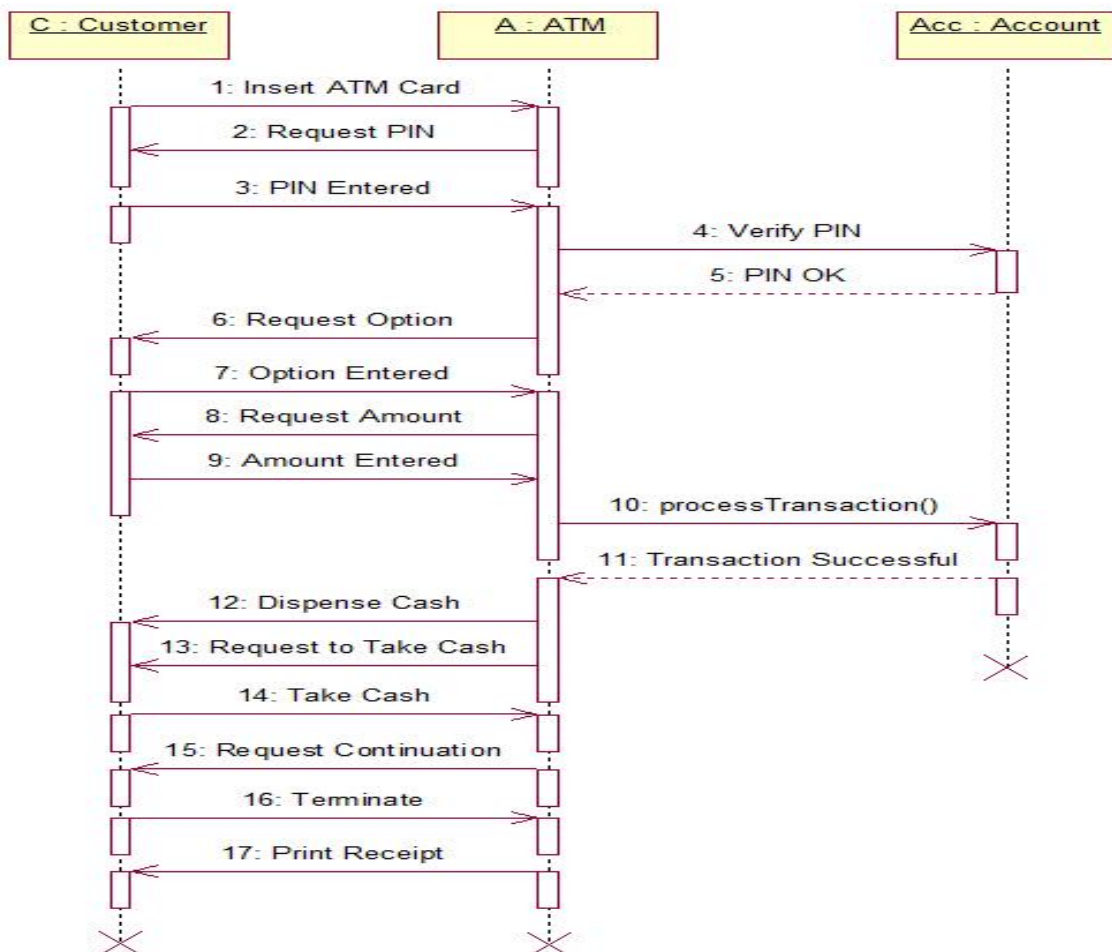 C : Customer
A : ATM
Acc : Account
1: Insert ATM Card
2: Request PIN
3: PIN Entered
4: Verify PIN
5: PIN OK
6: Request Option
7: Option Entered
8: Request Amount
9: Amount Entered
10: processTransaction()
11: Transaction Successful
12: Dispense Cash
13: Request to Take Cash
14: Take Cash
15: Request Continuation
16: Terminate
17: Print Receipt